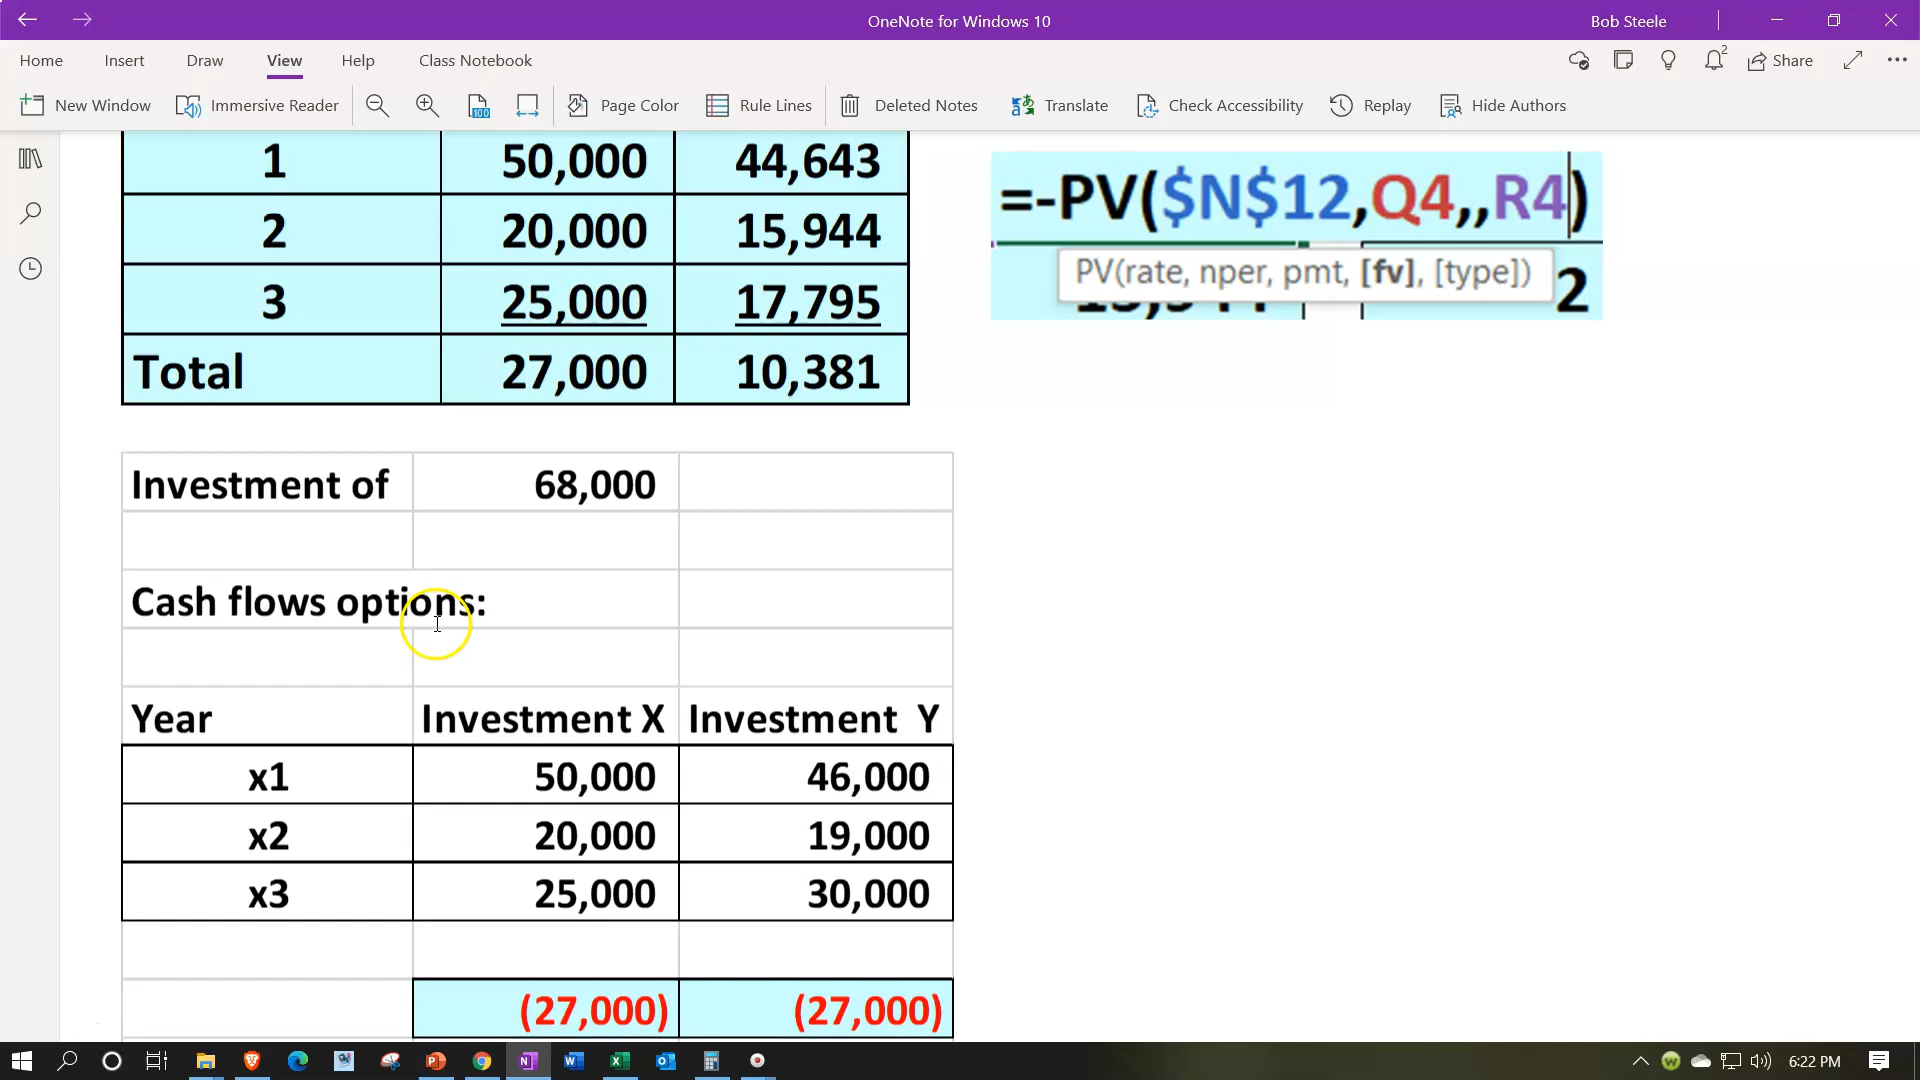 OneNote for Windows 10
Bob Steele
Home Insert Draw View Help Class Notebook
2
Share
New Window Immersive Reader 100 Page Color Rule Lines Deleted Notes Translate Check Accessibility Replay Hide Authors
1 50,000 44,643
2 20,000 15,944
3 25,000 17,795
Total 27,000 10,381
=-PV($N$12,Q4,,R4)
PV(rate, nper, pmt, [fv], [type])
2
Investment of 68,000
Cash flows options:
Year Investment X Investment Y
x1 50,000 46,000
x2 20,000 19,000
x3 25,000 30,000
(27,000) (27,000)
6:22 PM